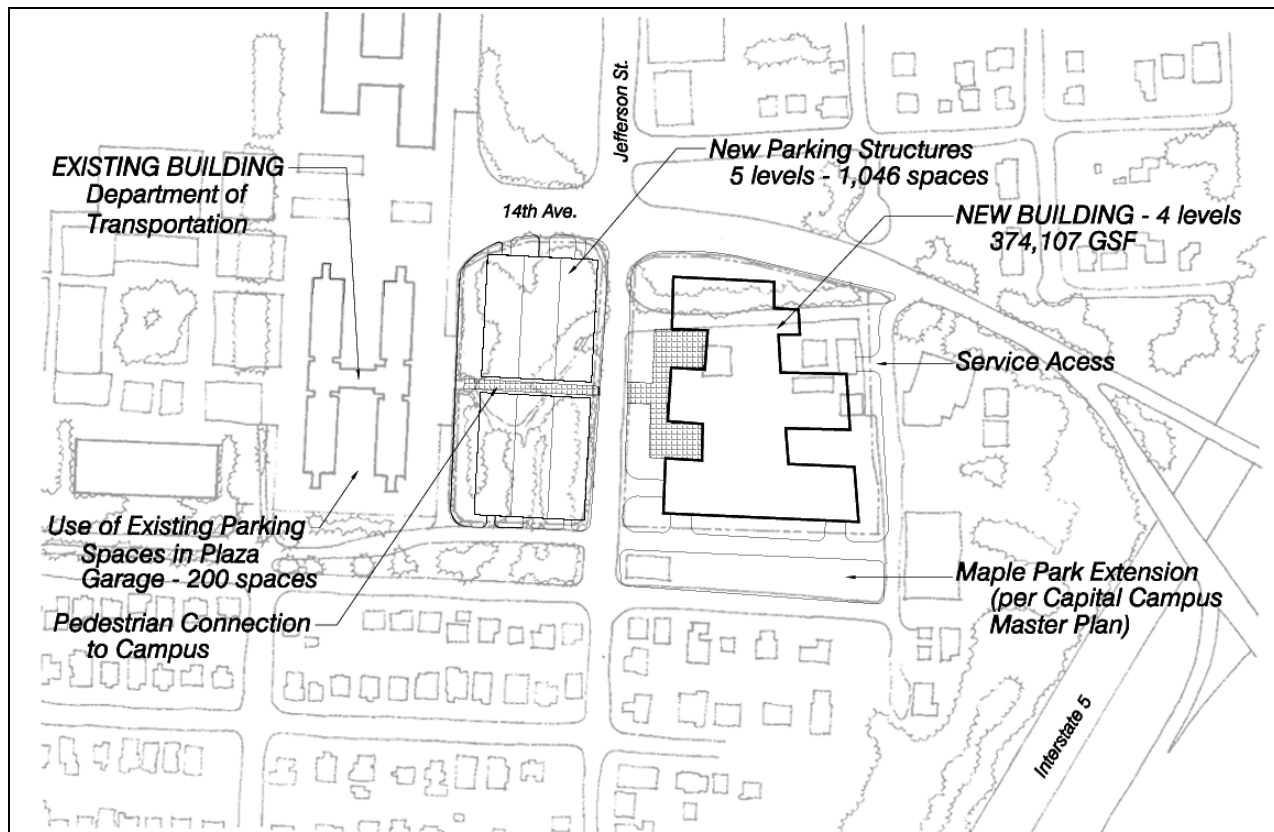 Jefferson St.
EXISTING BUILDING
Department of
Transportation
New Parking Structures
5 levels - 1,046 spaces
14th Ave.
NEW BUILDING - 4 levels
374,107 GSF
Service Acess
Use of Existing Parking
Spaces in Plaza
Garage - 200 spaces
Pedestrian Connection
to Campus
Maple Park Extension
(per Capital Campus
Master Plan)
Interstate 5